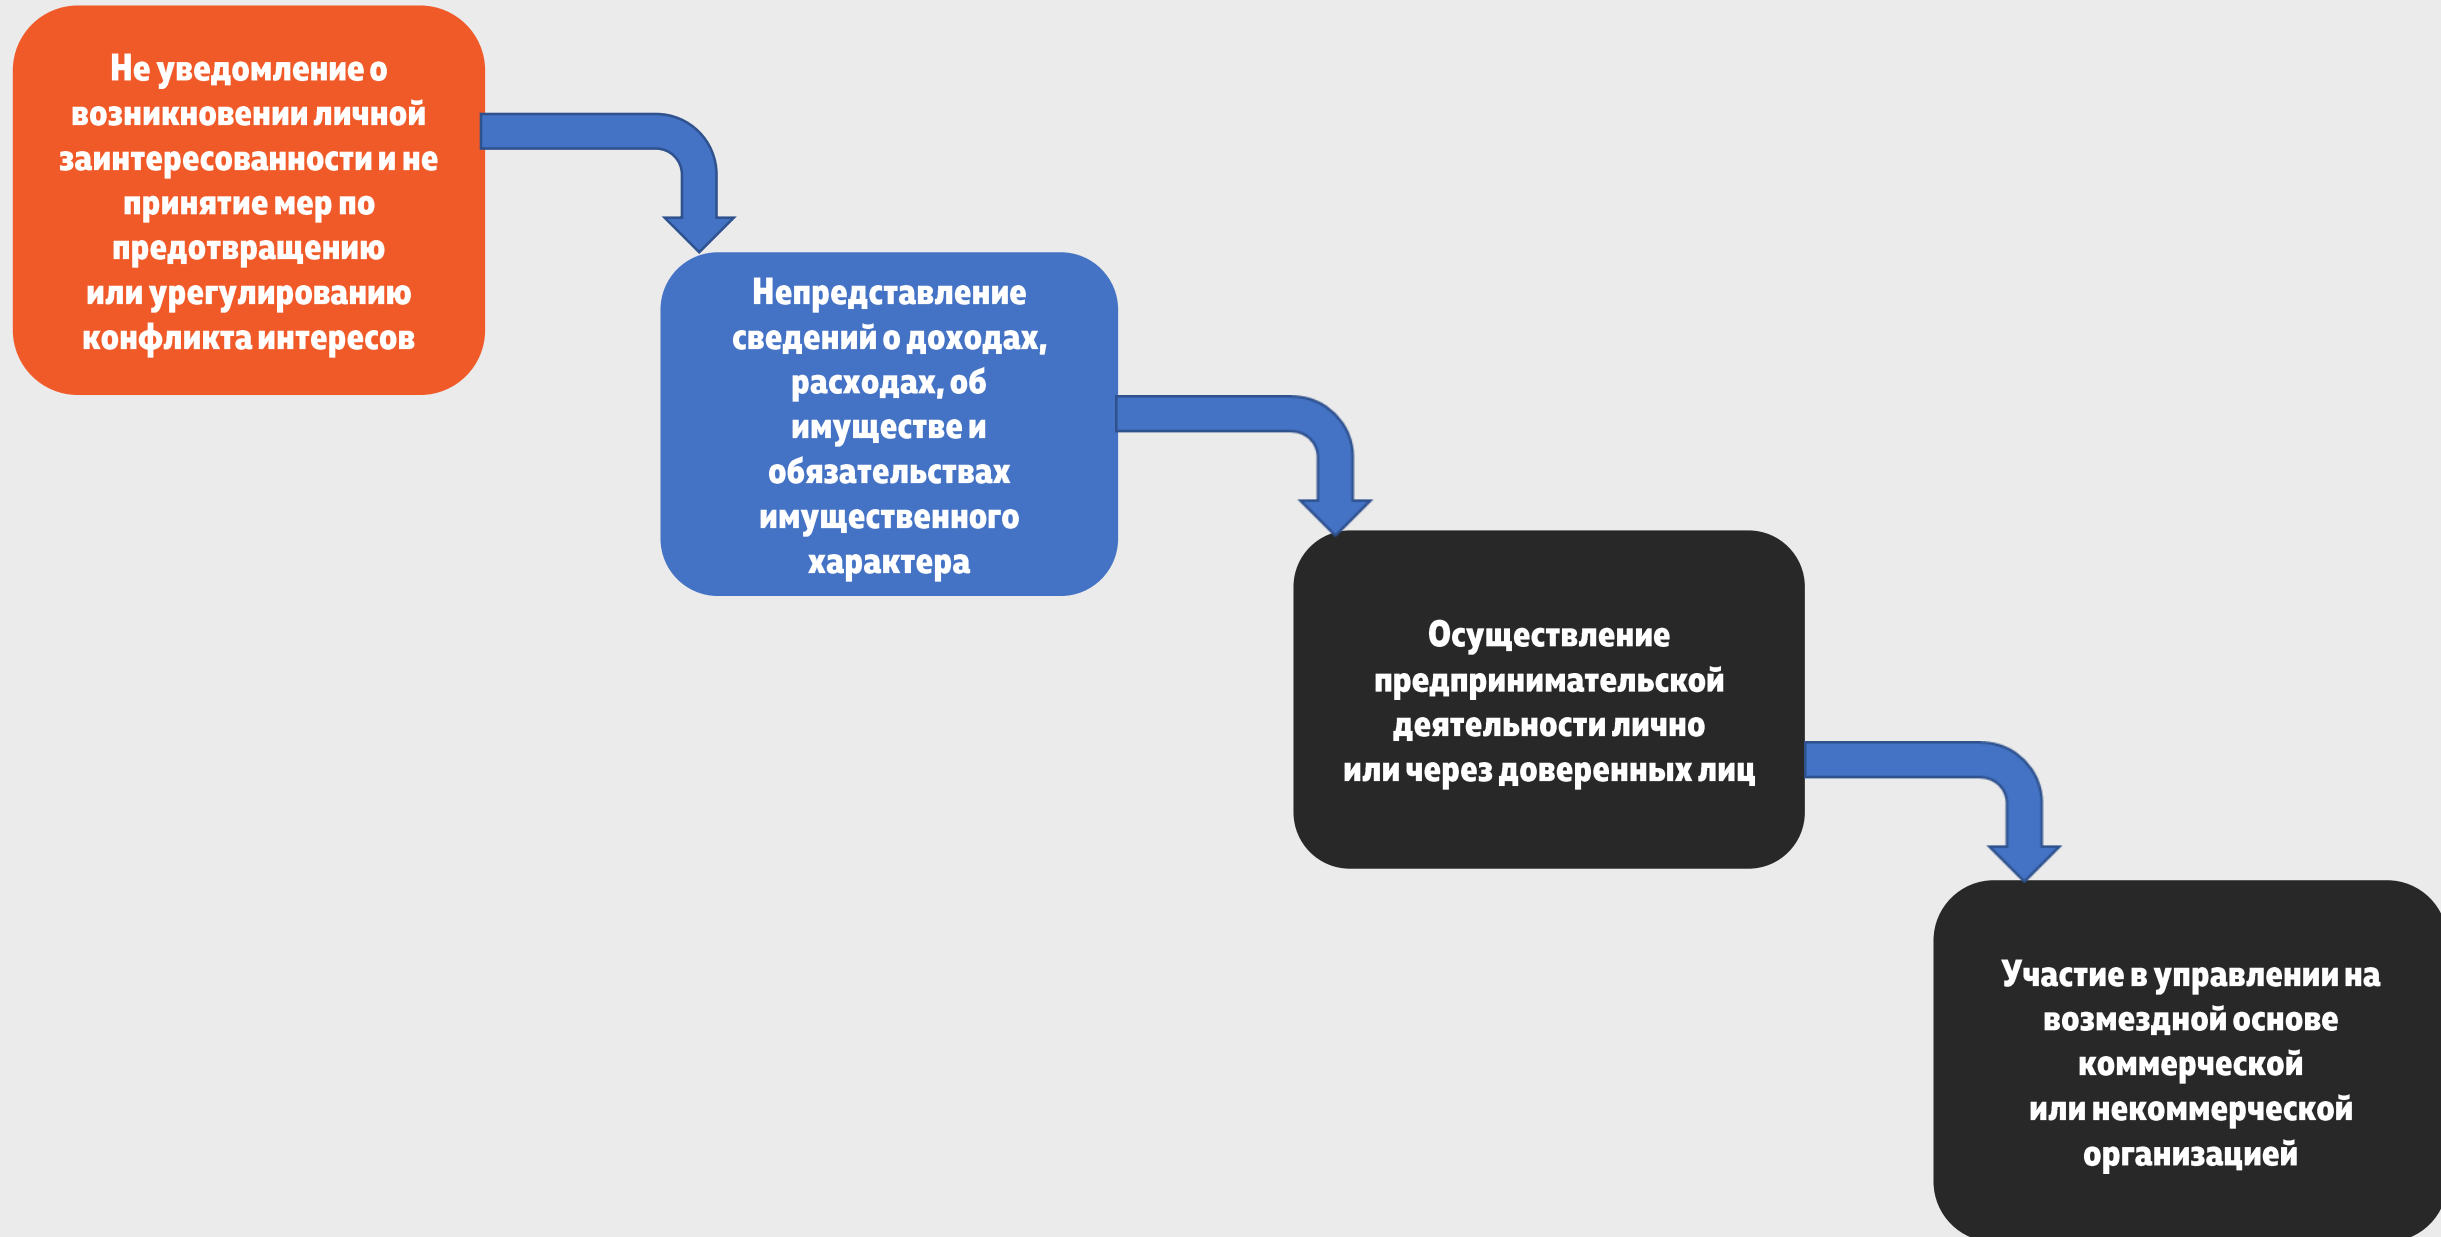 Не уведомление о
возникновении личной
заинтересованности и не
принятие мер по
предотвращению
или урегулированию
конфликта интересов
Непредставление
сведений о доходах,
расходах, об
имуществе и
обязательствах
имущественного
характера
Осуществление
предпринимательской
деятельности лично
или через доверенных лиц
Участие в управлении на
возмездной основе
коммерческой
или некоммерческой
организацией